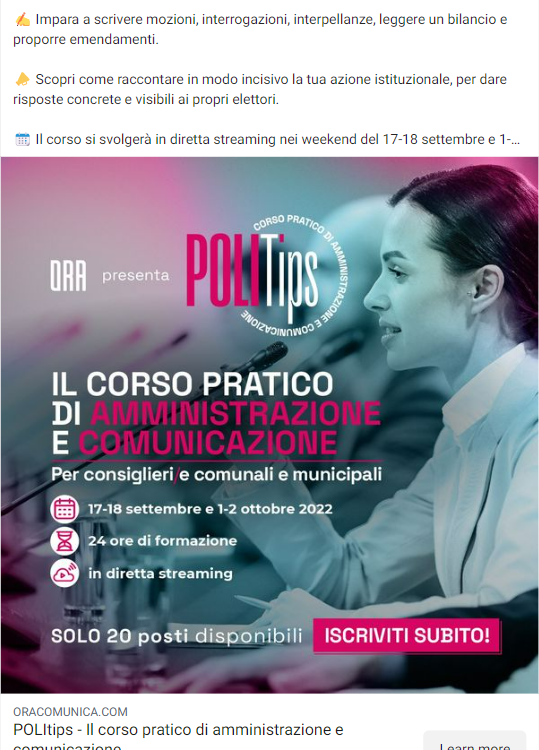 ✍️ Impara a scrivere mozioni, interrogazioni, interpellanze, leggere un bilancio e
proporre emendamenti.
📣 Scopri come raccontare in modo incisivo la tua azione istituzionale, per dare
risposte concrete e visibili ai propri elettori.
🗓️ Il corso si svolgerà in diretta streaming nei weekend del 17-18 settembre e 1-...
ORA presenta POLITips
CORSO PRATICO DI AMMINISTRAZIONE E COMUNICAZIONE
IL CORSO PRATICO
DI AMMINISTRAZIONE
E COMUNICAZIONE
Per consiglieri/e comunali e municipali
17-18 settembre e 1-2 ottobre 2022
24 ore di formazione
in diretta streaming
SOLO 20 posti disponibili ISCRIVITI SUBITO!
ORACOMUNICA.COM
POLItips - Il corso pratico di amministrazione e
comunicazione
Learn more